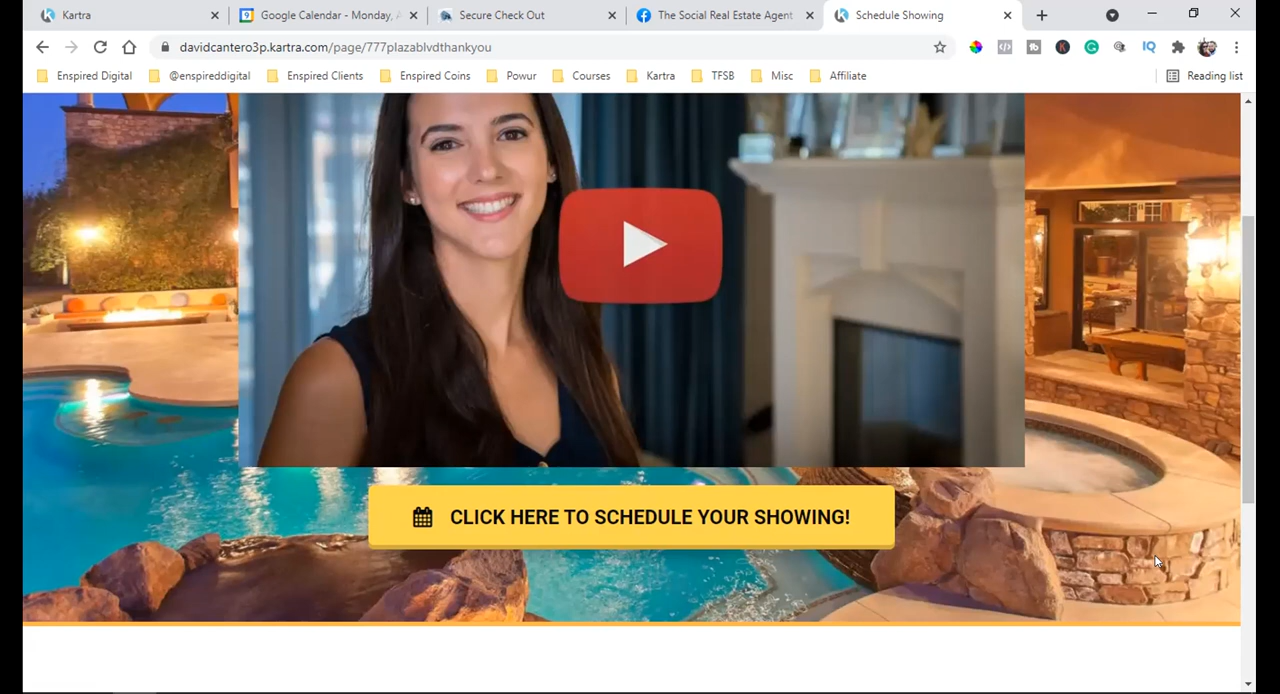 Kartra
Google Calendar - Monday, A
Secure Check Out
The Social Real Estate Agent
Schedule Showing
davidcantero3p.kartra.com/page/777plazablvdthankyou
IQ
Enspired Digital
@enspireddigital
Enspired Clients
Enspired Coins
Powur
Courses
Kartra
TFSB
Misc
Affiliate
Reading list
CLICK HERE TO SCHEDULE YOUR SHOWING!